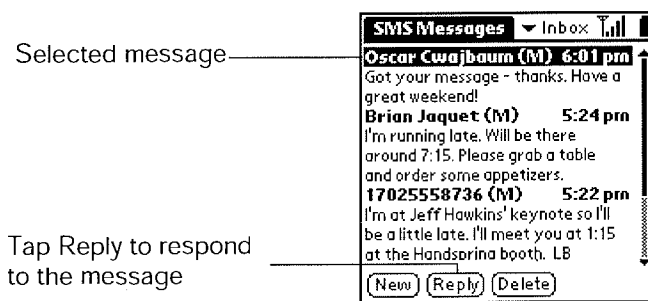 SMS Messages Inbox
Selected message
Oscar Cwajbaum (M) 6:01 pm
Got your message - thanks. Have a
great weekend!
Brian Jaquet (M) 5:24 pm
I'm running late. Will be there
around 7:15. Please grab a table
and order some appetizers.
17025558736 (M) 5:22 pm
I'm at Jeff Hawkins' keynote so I'll
be a little late. I'll meet you at 1:15
at the Handspring booth. LB
Tap Reply to respond
to the message
New Reply Delete